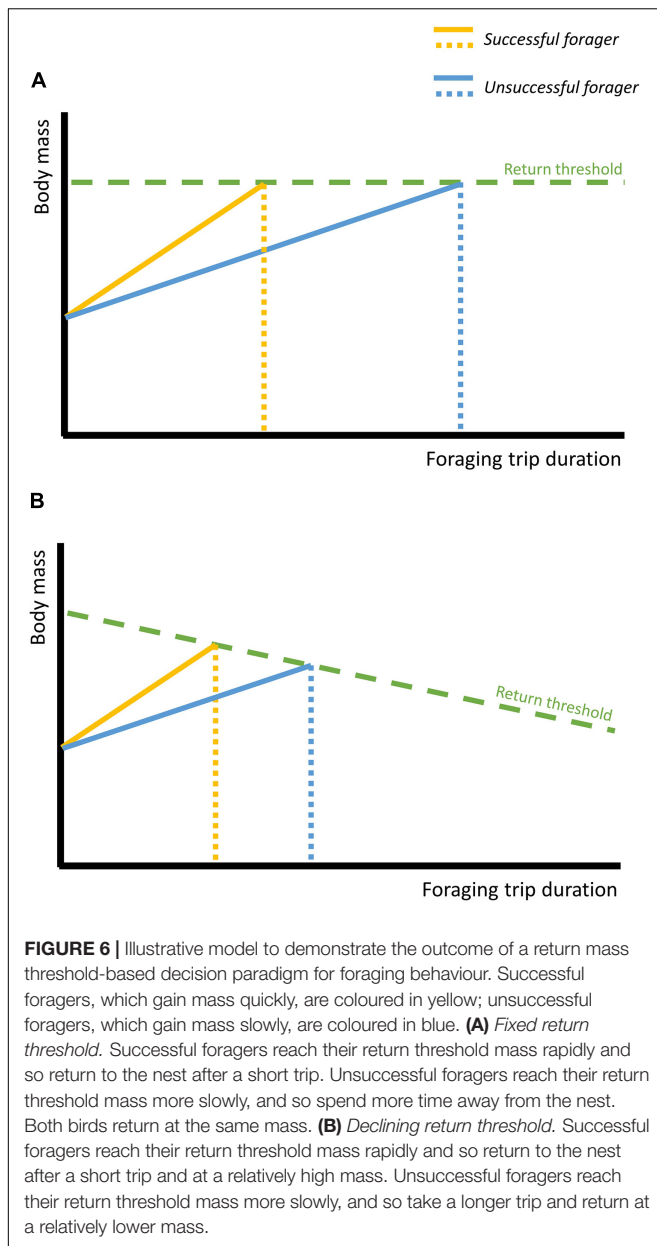 Successful forager
Unsuccessful forager
A
Body mass
Return threshold
Foraging trip duration
B
Body mass
Return threshold
Foraging trip duration
FIGURE 6 | Illustrative model to demonstrate the outcome of a return mass
threshold-based decision paradigm for foraging behaviour. Successful
foragers, which gain mass quickly, are coloured in yellow; unsuccessful
foragers, which gain mass slowly, are coloured in blue. (A) Fixed return
threshold. Successful foragers reach their return threshold mass rapidly and
so return to the nest after a short trip. Unsuccessful foragers reach their return
threshold mass more slowly, and so spend more time away from the nest.
Both birds return at the same mass. (B) Declining return threshold. Successful
foragers reach their return threshold mass rapidly and so return to the nest
after a short trip and at a relatively high mass. Unsuccessful foragers reach
their return threshold mass more slowly, and so take a longer trip and return at
a relatively lower mass.